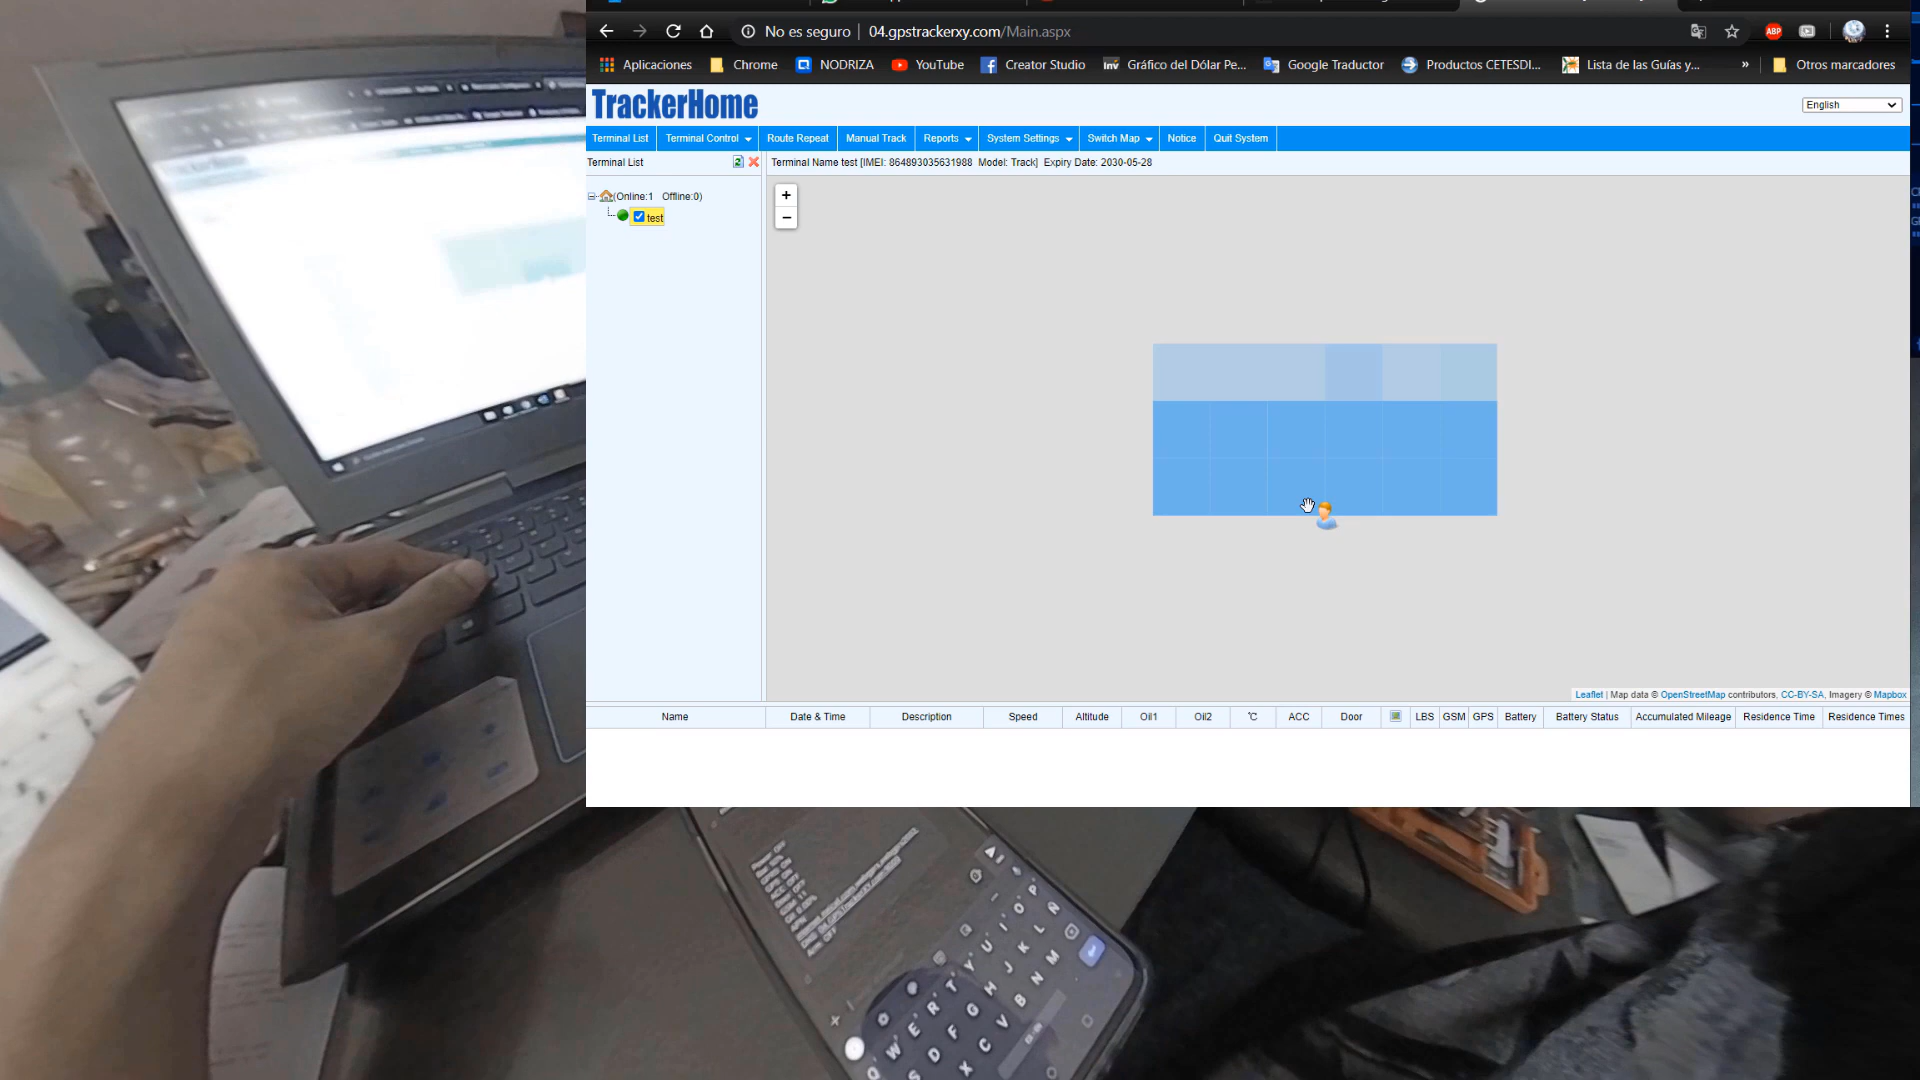 No es seguro 04.gpstrackerxy.com/Main.aspx
Aplicaciones Chrome NODRIZA YouTube Creator Studio Gráfico del Dólar Pe... Google Traductor Productos CETESDI... Lista de las Guías y... » Otros marcadores
ABP
TrackerHome
English
Terminal List Terminal Control Route Repeat Manual Track Reports System Settings Switch Map Notice Quit System
Terminal List
Terminal Name test [IMEI: 864893035631988 Model: Track] Expiry Date: 2030-05-28
(Online:1 Offline:0)
test
+
−
Leaflet | Map data © OpenStreetMap contributors, CC-BY-SA, Imagery © Mapbox
Name Date & Time Description Speed Altitude Oil1 Oil2 ℃ ACC Door LBS GSM GPS Battery Battery Status Accumulated Mileage Residence Time Residence Times
W E R T Y U I O P
S D F G H J K L Ñ
X C V B N M